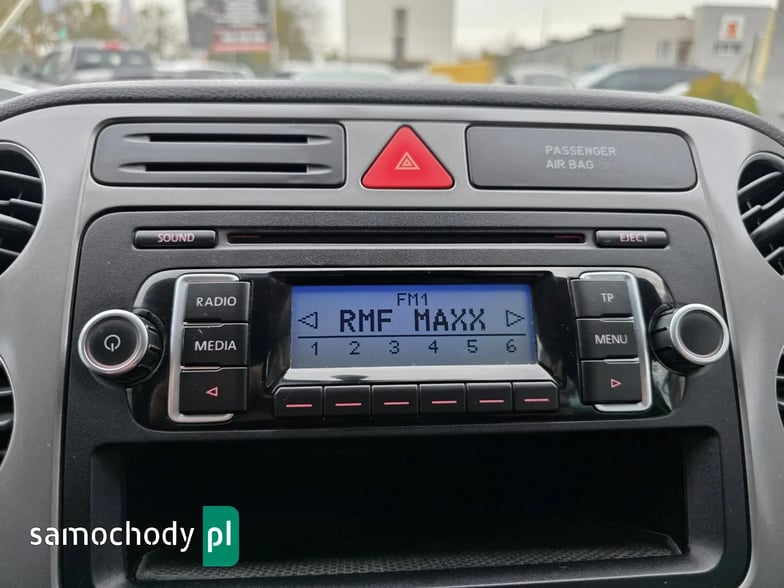 PASSENGER
AIR BAG OFF
SOUND
EJECT
RADIO
MEDIA
FM1
RMF MAXX
1 2 3 4 5 6
TP
MENU
samochody pl